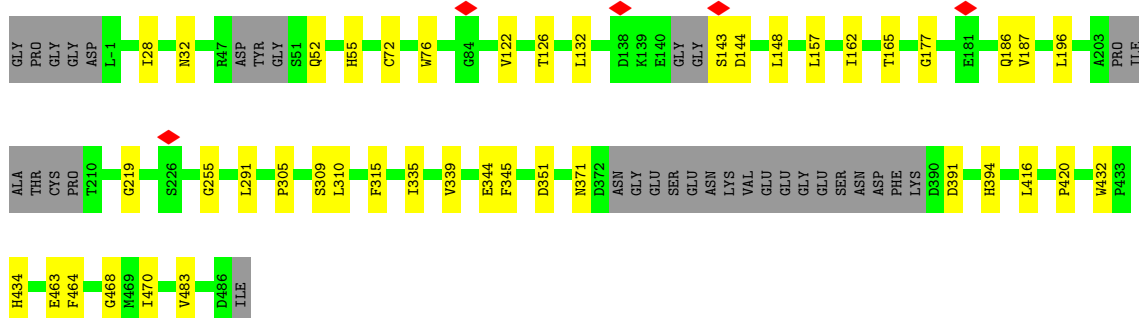 GLY PRO GLY GLY ASP L-1 I28 N32 R47 ASP TYR GLY S51 Q52 H55 C72 W76 G84 V122 T126 L132 D138 K139 E140 GLY GLY S143 D144 L148 L157 I162 T165 G177 E181 Q186 V187 L196 A203 PRO ILE
ALA THR CYS PRO T210 G219 S226 G255 L291 P305 S309 L310 F315 I335 V339 E344 F345 D351 N371 D372 ASN GLY GLU SER GLU ASN LYS VAL GLU GLU GLY GLU SER ASN ASP PHE LYS D390 D391 H394 L416 P420 W432 P433
H434 E463 F464 G468 M469 I470 V483 D486 ILE